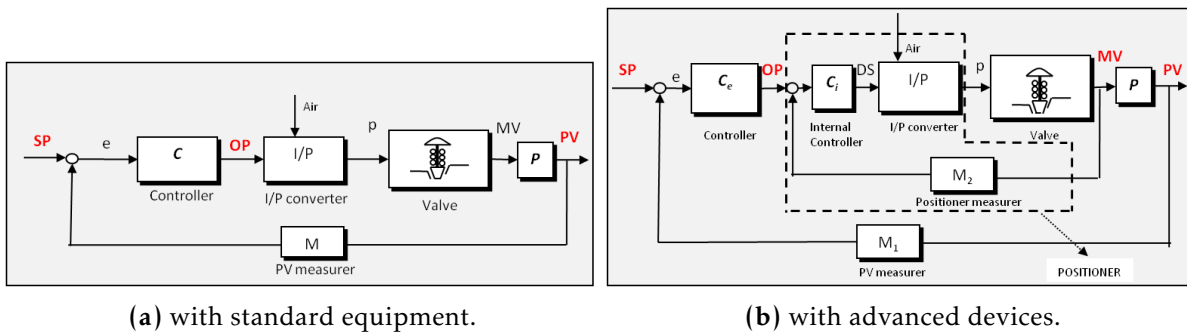 SP
e
C
Controller
OP
Air
I/P
I/P converter
p
Valve
MV
P
PV
M
PV measurer
(a) with standard equipment.
SP
e
Ce
Controller
OP
Ci
Internal
Controller
DS
Air
I/P
I/P converter
p
Valve
MV
P
PV
M2
Positioner measurer
M1
PV measurer
POSITIONER
(b) with advanced devices.